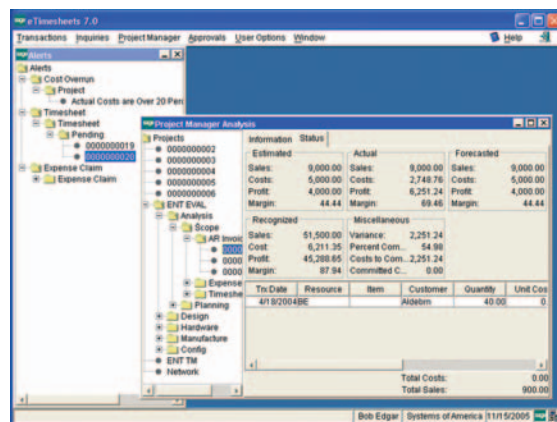 eTimesheets 7.0
Transactions Inquiries Project Manager Approvals User Options Window Help
Alerts
Alerts
Cost Overrun
Project
Actual Costs are Over 20 Per
Timesheet
Timesheet
Pending
0000000019
0000000020
Expense Claim
Expense Claim
Project Manager Analysis
Projects
0000000002
0000000003
0000000004
0000000005
0000000006
ENT EVAL
Analysis
Scope
AR Invoic
0000
0000
0000
Expense
Timeshe
Planning
Design
Hardware
Manufacture
Config
ENT TM
Network
Information Status
Estimated Actual Forecasted
Sales: 9,000.00 Sales: 9,000.00 Sales: 9,000.00
Costs: 5,000.00 Costs: 2,748.76 Costs: 5,000.00
Profit: 4,000.00 Profit: 6,251.24 Profit: 4,000.00
Margin: 44.44 Margin: 69.46 Margin: 44.44
Recognized Miscellaneous
Sales: 51,500.00 Variance: 2,251.24
Cost: 6,211.35 Percent Com... 54.98
Profit: 45,288.65 Costs to Com... 2,251.24
Margin: 87.94 Committed C... 0.00
Trx Date Resource Item Customer Quantity Unit Cos
4/18/2004 BE Aldebrn 40.00
Total Costs: 0.00
Total Sales: 900.00
Bob Edgar Systems of America 11/15/2005